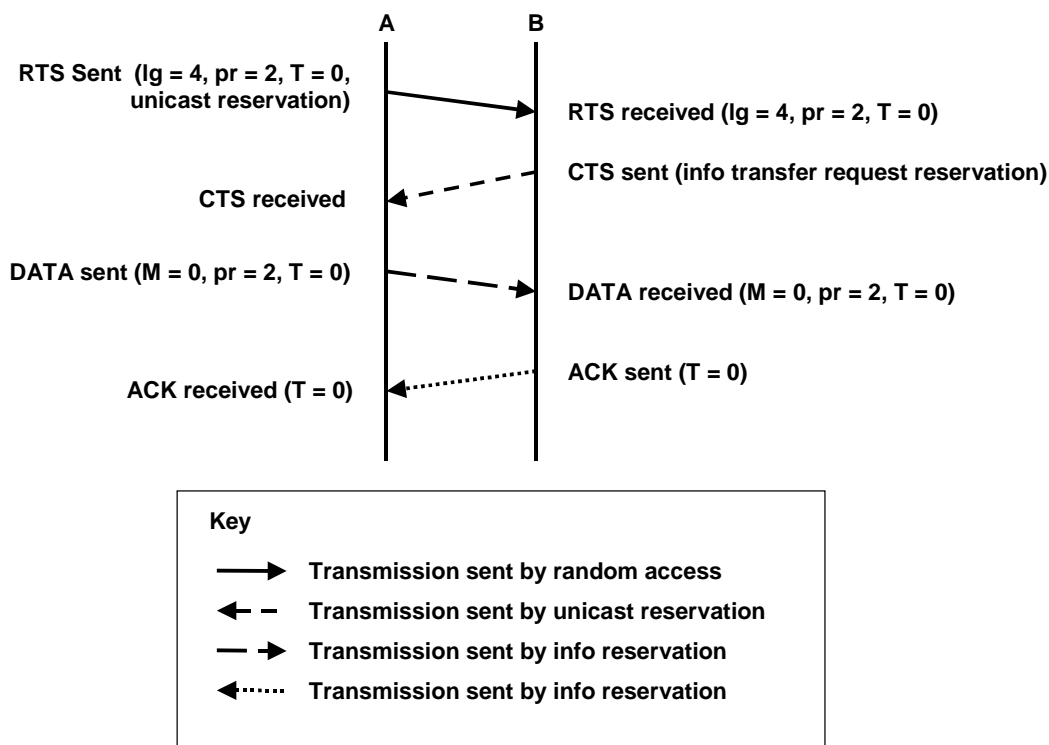 A
B
RTS Sent (lg = 4, pr = 2, T = 0,
unicast reservation)
RTS received (lg = 4, pr = 2, T = 0)
CTS sent (info transfer request reservation)
CTS received
DATA sent (M = 0, pr = 2, T = 0)
DATA received (M = 0, pr = 2, T = 0)
ACK sent (T = 0)
ACK received (T = 0)
Key
Transmission sent by random access
Transmission sent by unicast reservation
Transmission sent by info reservation
Transmission sent by info reservation